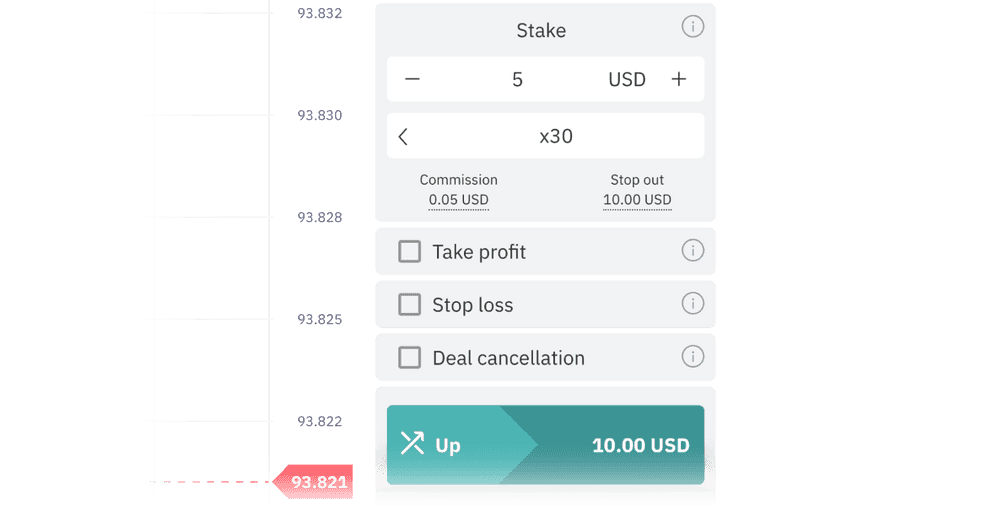 93.832
93.830
93.828
93.825
93.822
93.821
Stake
5 USD
x30
Commission
0.05 USD
Stop out
10.00 USD
Take profit
Stop loss
Deal cancellation
Up 10.00 USD